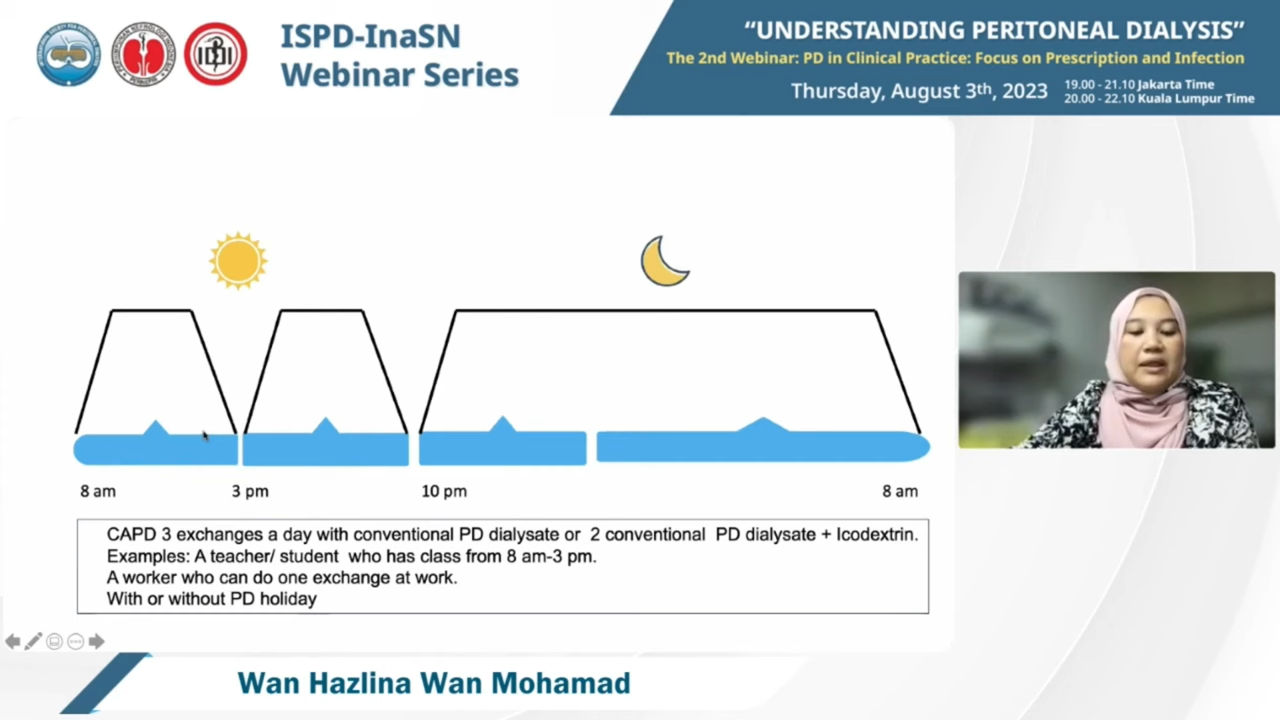 ISPD-InaSN
Webinar Series
“UNDERSTANDING PERITONEAL DIALYSIS”
The 2nd Webinar: PD in Clinical Practice: Focus on Prescription and Infection
Thursday, August 3th, 2023
19.00 - 21.10 Jakarta Time
20.00 - 22.10 Kuala Lumpur Time
8 am
3 pm
10 pm
8 am
CAPD 3 exchanges a day with conventional PD dialysate or 2 conventional PD dialysate + Icodextrin.
Examples: A teacher/ student who has class from 8 am-3 pm.
A worker who can do one exchange at work.
With or without PD holiday
Wan Hazlina Wan Mohamad